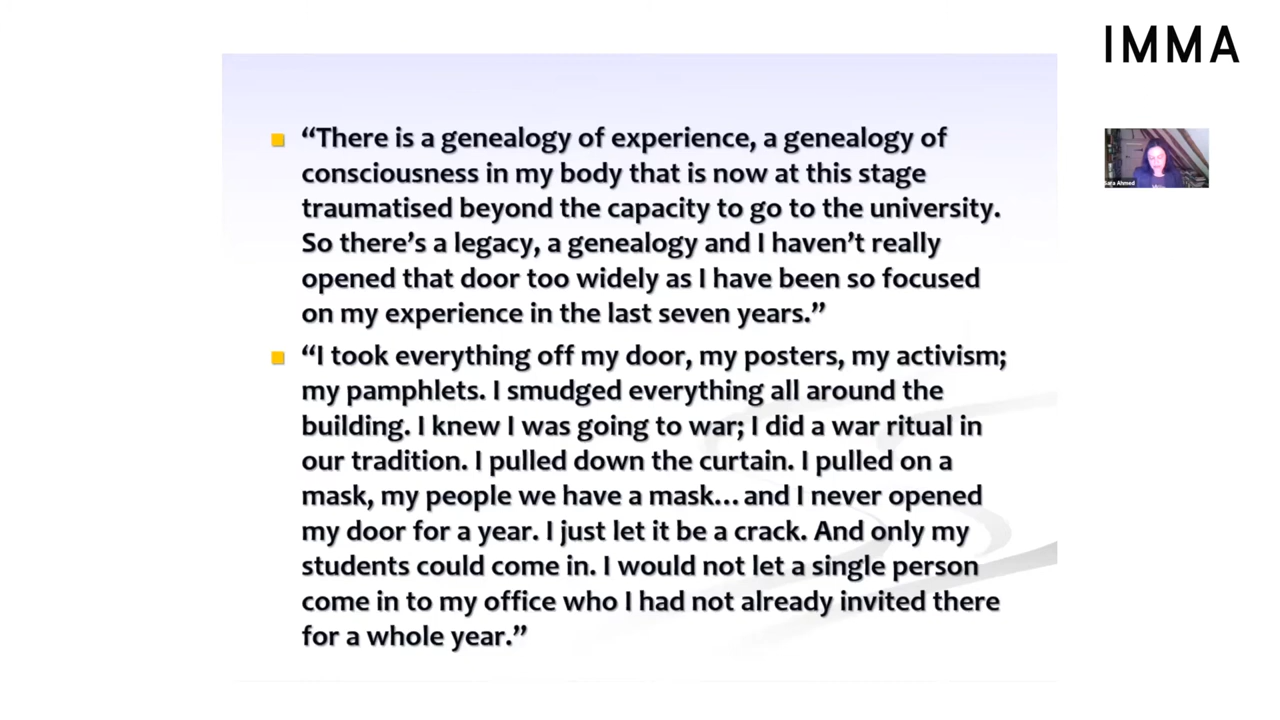 IMMA
“There is a genealogy of experience, a genealogy of
consciousness in my body that is now at this stage
traumatised beyond the capacity to go to the university.
So there’s a legacy, a genealogy and I haven’t really
opened that door too widely as I have been so focused
on my experience in the last seven years.”
“I took everything off my door, my posters, my activism;
my pamphlets. I smudged everything all around the
building. I knew I was going to war; I did a war ritual in
our tradition. I pulled down the curtain. I pulled on a
mask, my people we have a mask…and I never opened
my door for a year. I just let it be a crack. And only my
students could come in. I would not let a single person
come in to my office who I had not already invited there
for a whole year.”
Sara Ahmed